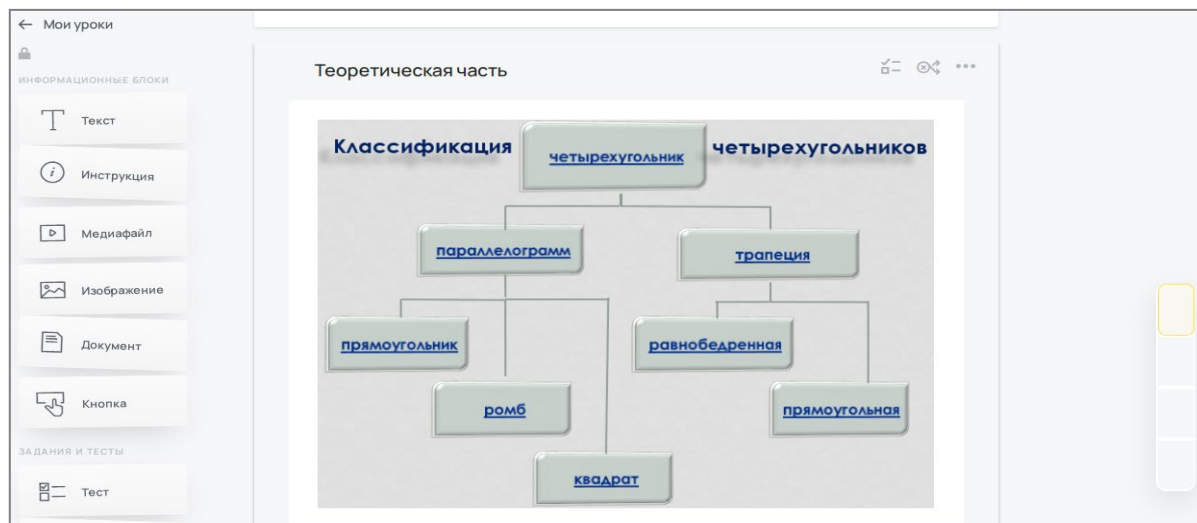 ← Мои уроки
ИНФОРМАЦИОННЫЕ БЛОКИ
Текст
Инструкция
Медиафайл
Изображение
Документ
Кнопка
ЗАДАНИЯ И ТЕСТЫ
Тест
Теоретическая часть
Классификация четырехугольников
четырехугольник
параллелограмм
трапеция
прямоугольник
равнобедренная
ромб
прямоугольная
квадрат